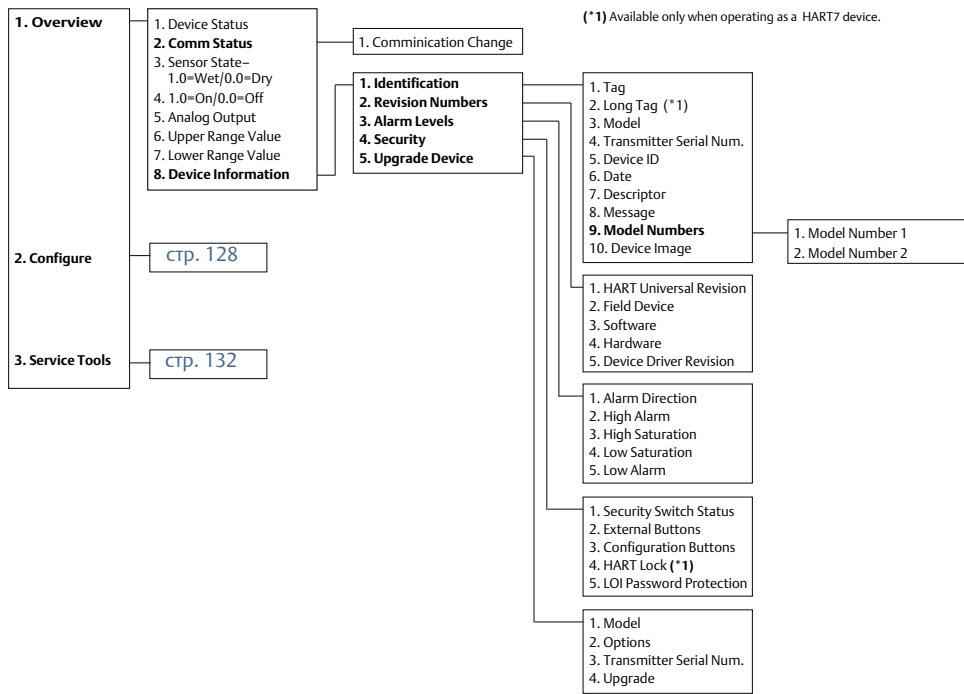 1. Overview
2. Configure
3. Service Tools
1. Device Status
2. Comm Status
3. Sensor State–
1.0=Wet/0.0=Dry
4. 1.0=On/0.0=Off
5. Analog Output
6. Upper Range Value
7. Lower Range Value
8. Device Information
стр. 128
стр. 132
1. Comminication Change
1. Identification
2. Revision Numbers
3. Alarm Levels
4. Security
5. Upgrade Device
(*1) Available only when operating as a HART7 device.
1. Tag
2. Long Tag (*1)
3. Model
4. Transmitter Serial Num.
5. Device ID
6. Date
7. Descriptor
8. Message
9. Model Numbers
10. Device Image
1. Model Number 1
2. Model Number 2
1. HART Universal Revision
2. Field Device
3. Software
4. Hardware
5. Device Driver Revision
1. Alarm Direction
2. High Alarm
3. High Saturation
4. Low Saturation
5. Low Alarm
1. Security Switch Status
2. External Buttons
3. Configuration Buttons
4. HART Lock (*1)
5. LOI Password Protection
1. Model
2. Options
3. Transmitter Serial Num.
4. Upgrade